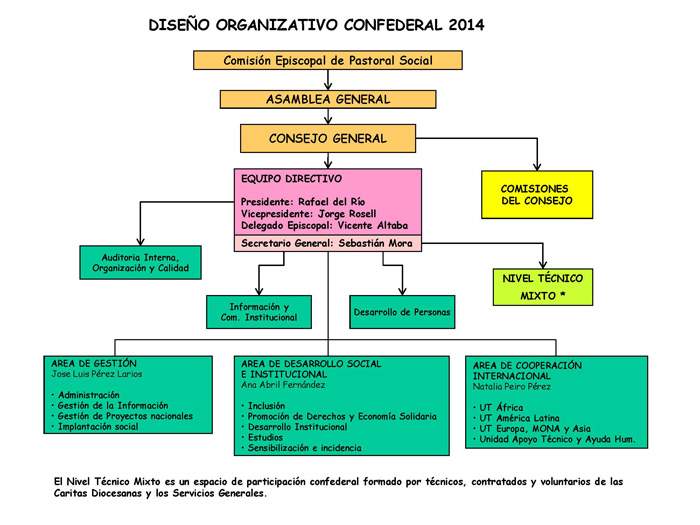 DISEÑO ORGANIZATIVO CONFEDERAL 2014
Comisión Episcopal de Pastoral Social
ASAMBLEA GENERAL
CONSEJO GENERAL
EQUIPO DIRECTIVO
Presidente: Rafael del Río
Vicepresidente: Jorge Rosell
Delegado Episcopal: Vicente Altaba
Secretario General: Sebastián Mora
COMISIONES
DEL CONSEJO
Auditoria Interna,
Organización y Calidad
NIVEL TÉCNICO
MIXTO *
Información y
Com. Institucional
Desarrollo de Personas
AREA DE GESTIÓN
Jose Luis Pérez Larios
• Administración
• Gestión de la Información
• Gestión de Proyectos nacionales
• Implantación social
AREA DE DESARROLLO SOCIAL
E INSTITUCIONAL
Ana Abril Fernández
• Inclusión
• Promoción de Derechos y Economía Solidaria
• Desarrollo Institucional
• Estudios
• Sensibilización e incidencia
AREA DE COOPERACIÓN
INTERNACIONAL
Natalia Peiro Pérez
• UT África
• UT América Latina
• UT Europa, MONA y Asia
• Unidad Apoyo Técnico y Ayuda Hum.
El Nivel Técnico Mixto es un espacio de participación confederal formado por técnicos, contratados y voluntarios de las
Caritas Diocesanas y los Servicios Generales.